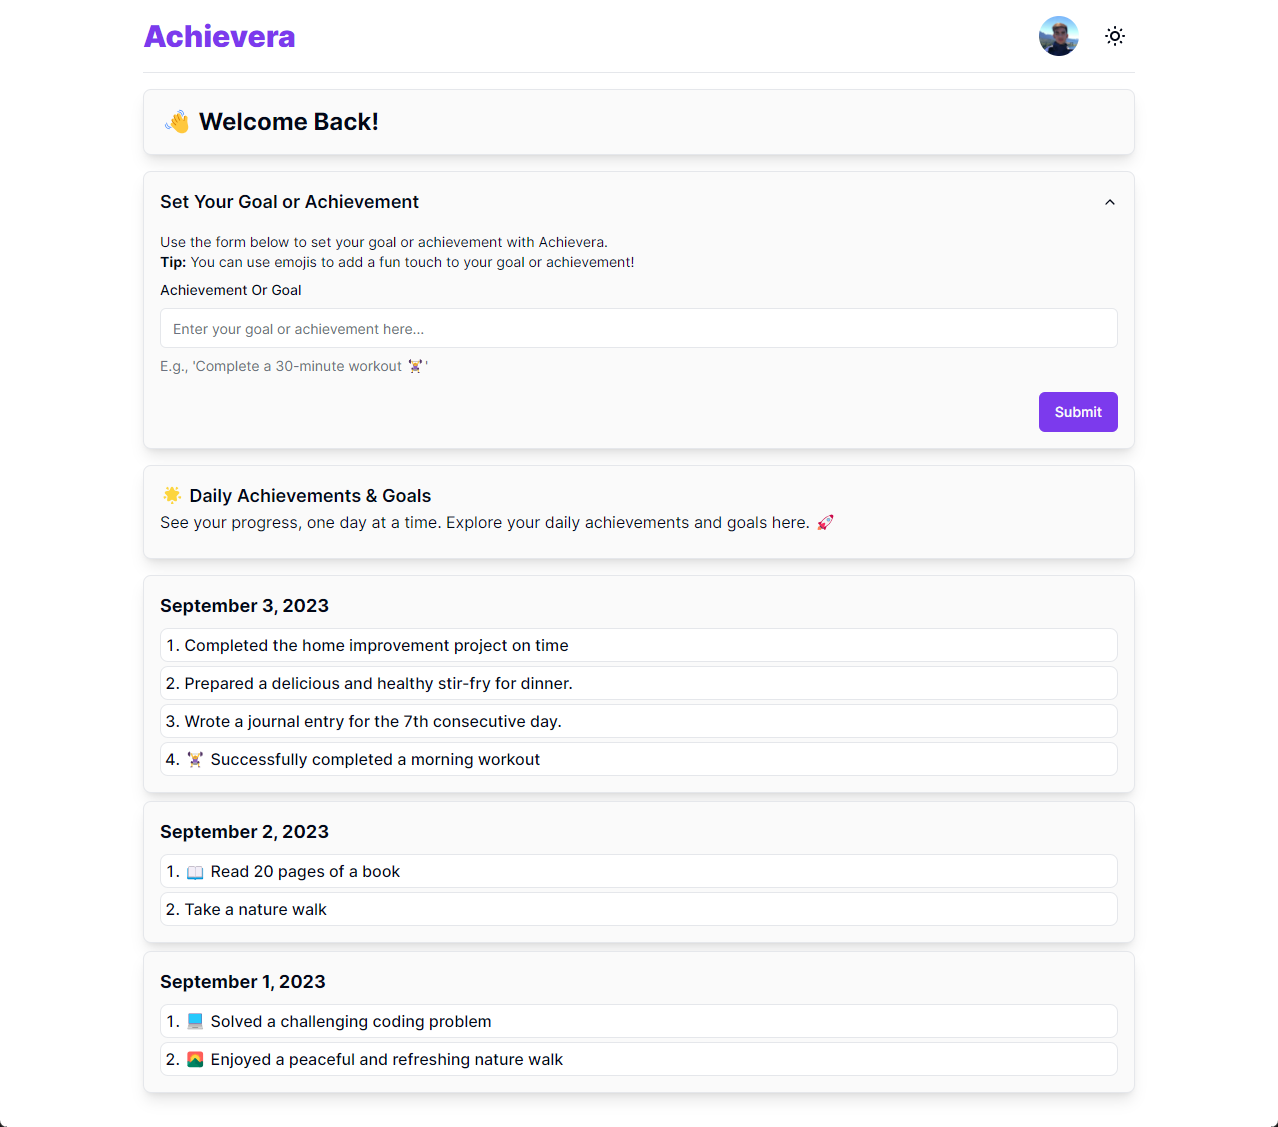 Achievera
👋 Welcome Back!
Set Your Goal or Achievement
Use the form below to set your goal or achievement with Achievera.
Tip: You can use emojis to add a fun touch to your goal or achievement!
Achievement Or Goal
Enter your goal or achievement here...
E.g., 'Complete a 30-minute workout 🏋️‍♀️'
Submit
🌟 Daily Achievements & Goals
See your progress, one day at a time. Explore your daily achievements and goals here. 🚀
September 3, 2023
1. Completed the home improvement project on time
2. Prepared a delicious and healthy stir-fry for dinner.
3. Wrote a journal entry for the 7th consecutive day.
4. 🏋️‍♀️ Successfully completed a morning workout
September 2, 2023
1. 📖 Read 20 pages of a book
2. Take a nature walk
September 1, 2023
1. 💻 Solved a challenging coding problem
2. 🌄 Enjoyed a peaceful and refreshing nature walk